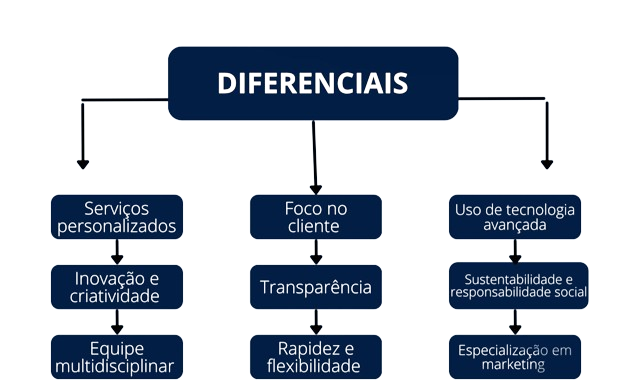 DIFERENCIAIS
Serviços
personalizados
Foco no
cliente
Uso de tecnologia
avançada
Inovação e
criatividade
Transparência
Sustentabilidade e
responsabilidade social
Equipe
multidisciplinar
Rapidez e
flexibilidade
Especialização em
marketing